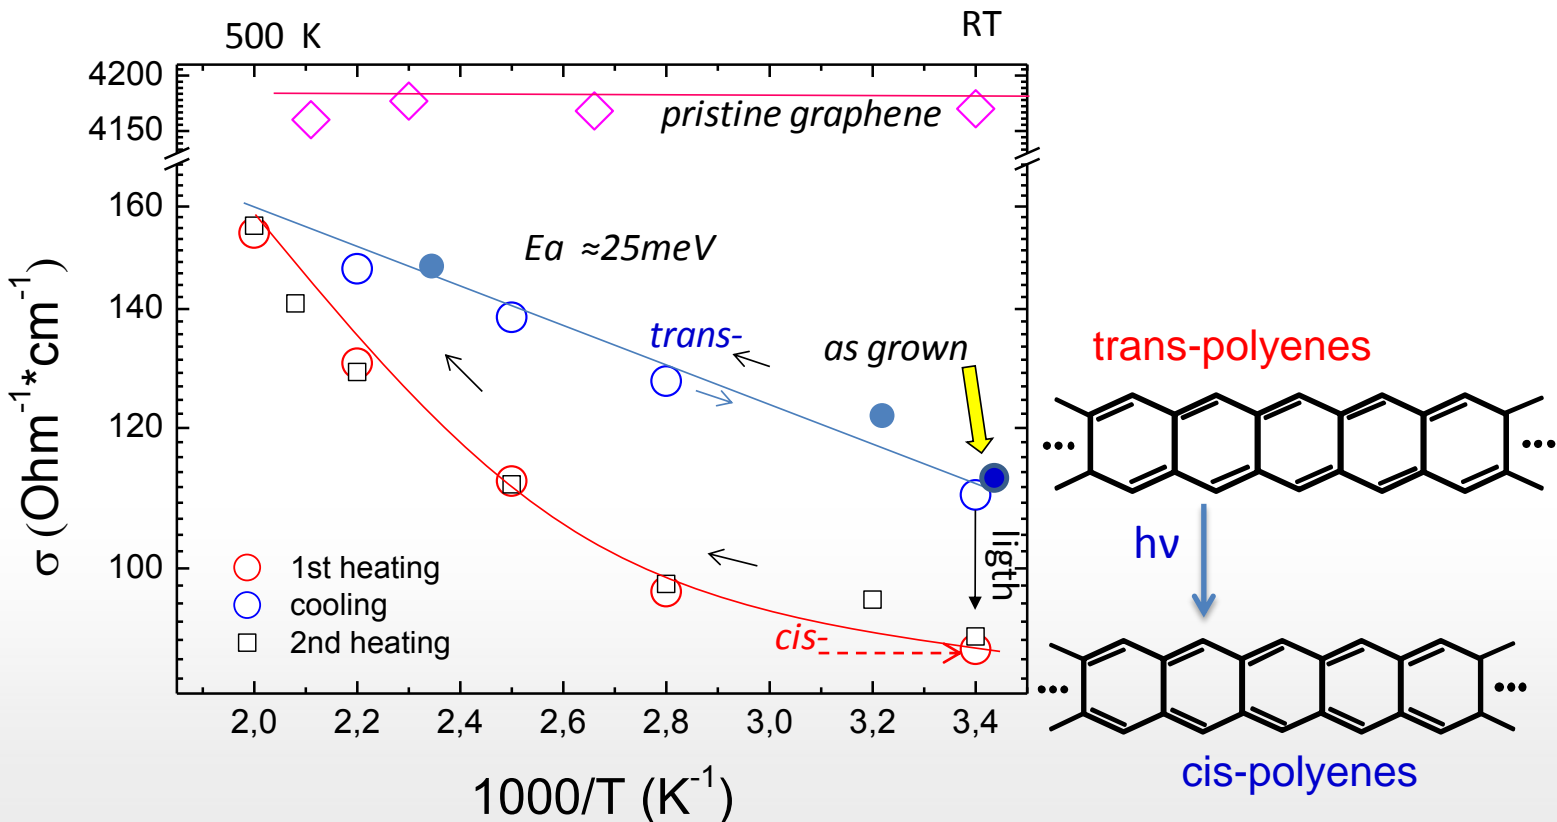 500 K
RT
4200
4150
pristine graphene
160
140
120
100
σ (Ohm⁻¹*cm⁻¹)
Ea ≈25meV
trans-
as grown
ligth
cis-
1st heating
cooling
2nd heating
2,0 2,2 2,4 2,6 2,8 3,0 3,2 3,4
1000/T (K⁻¹)
trans-polyenes
hν
cis-polyenes